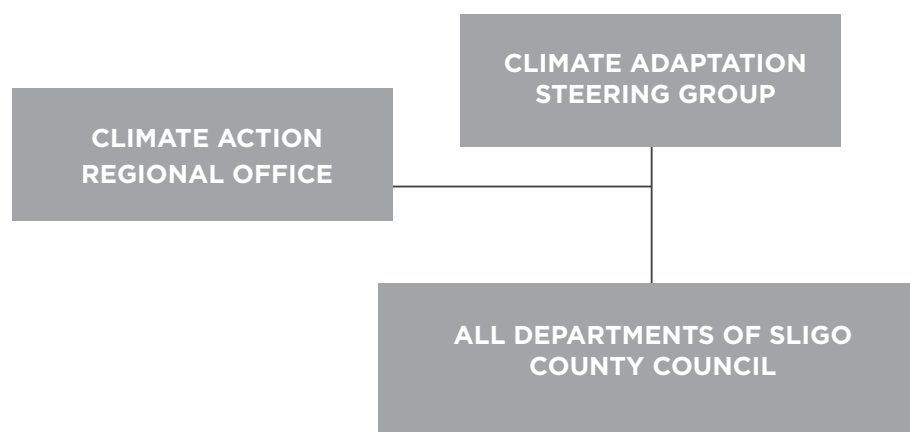 CLIMATE ADAPTATION
STEERING GROUP
CLIMATE ACTION
REGIONAL OFFICE
ALL DEPARTMENTS OF SLIGO
COUNTY COUNCIL